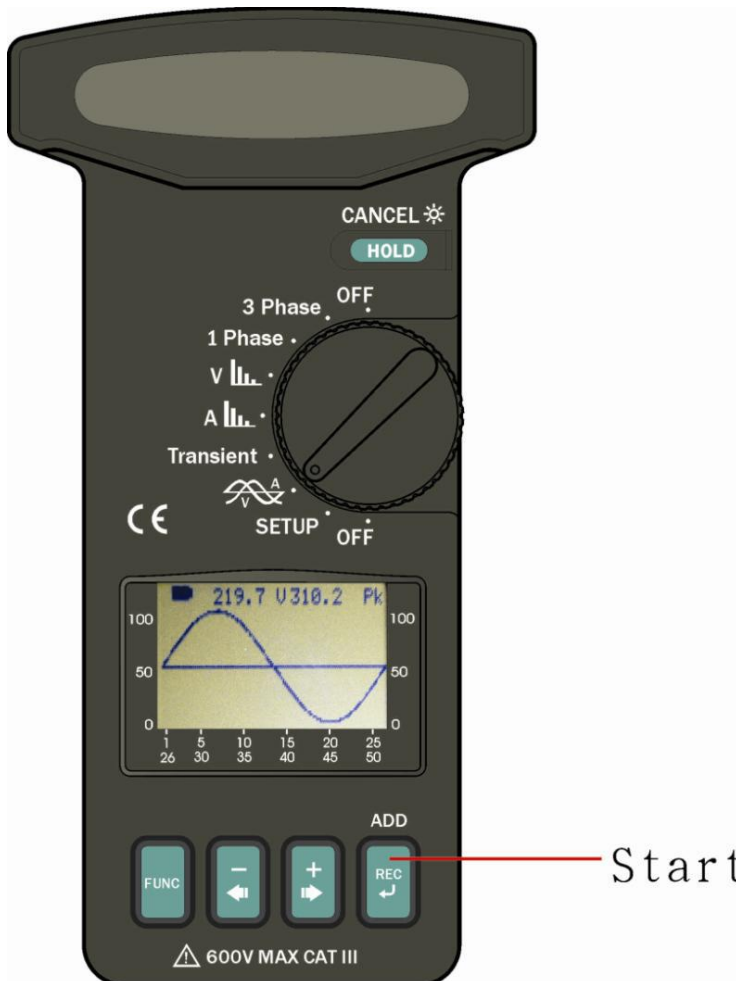 CANCEL
HOLD
OFF
3 Phase
1 Phase
V
A
Transient
A
V
SETUP
OFF
CE
219.7 V 310.2 Pk
100 100
50 50
0 0
1 5 10 15 20 25
26 30 35 40 45 50
ADD
FUNC
-
+
REC
Start
600V MAX CAT III